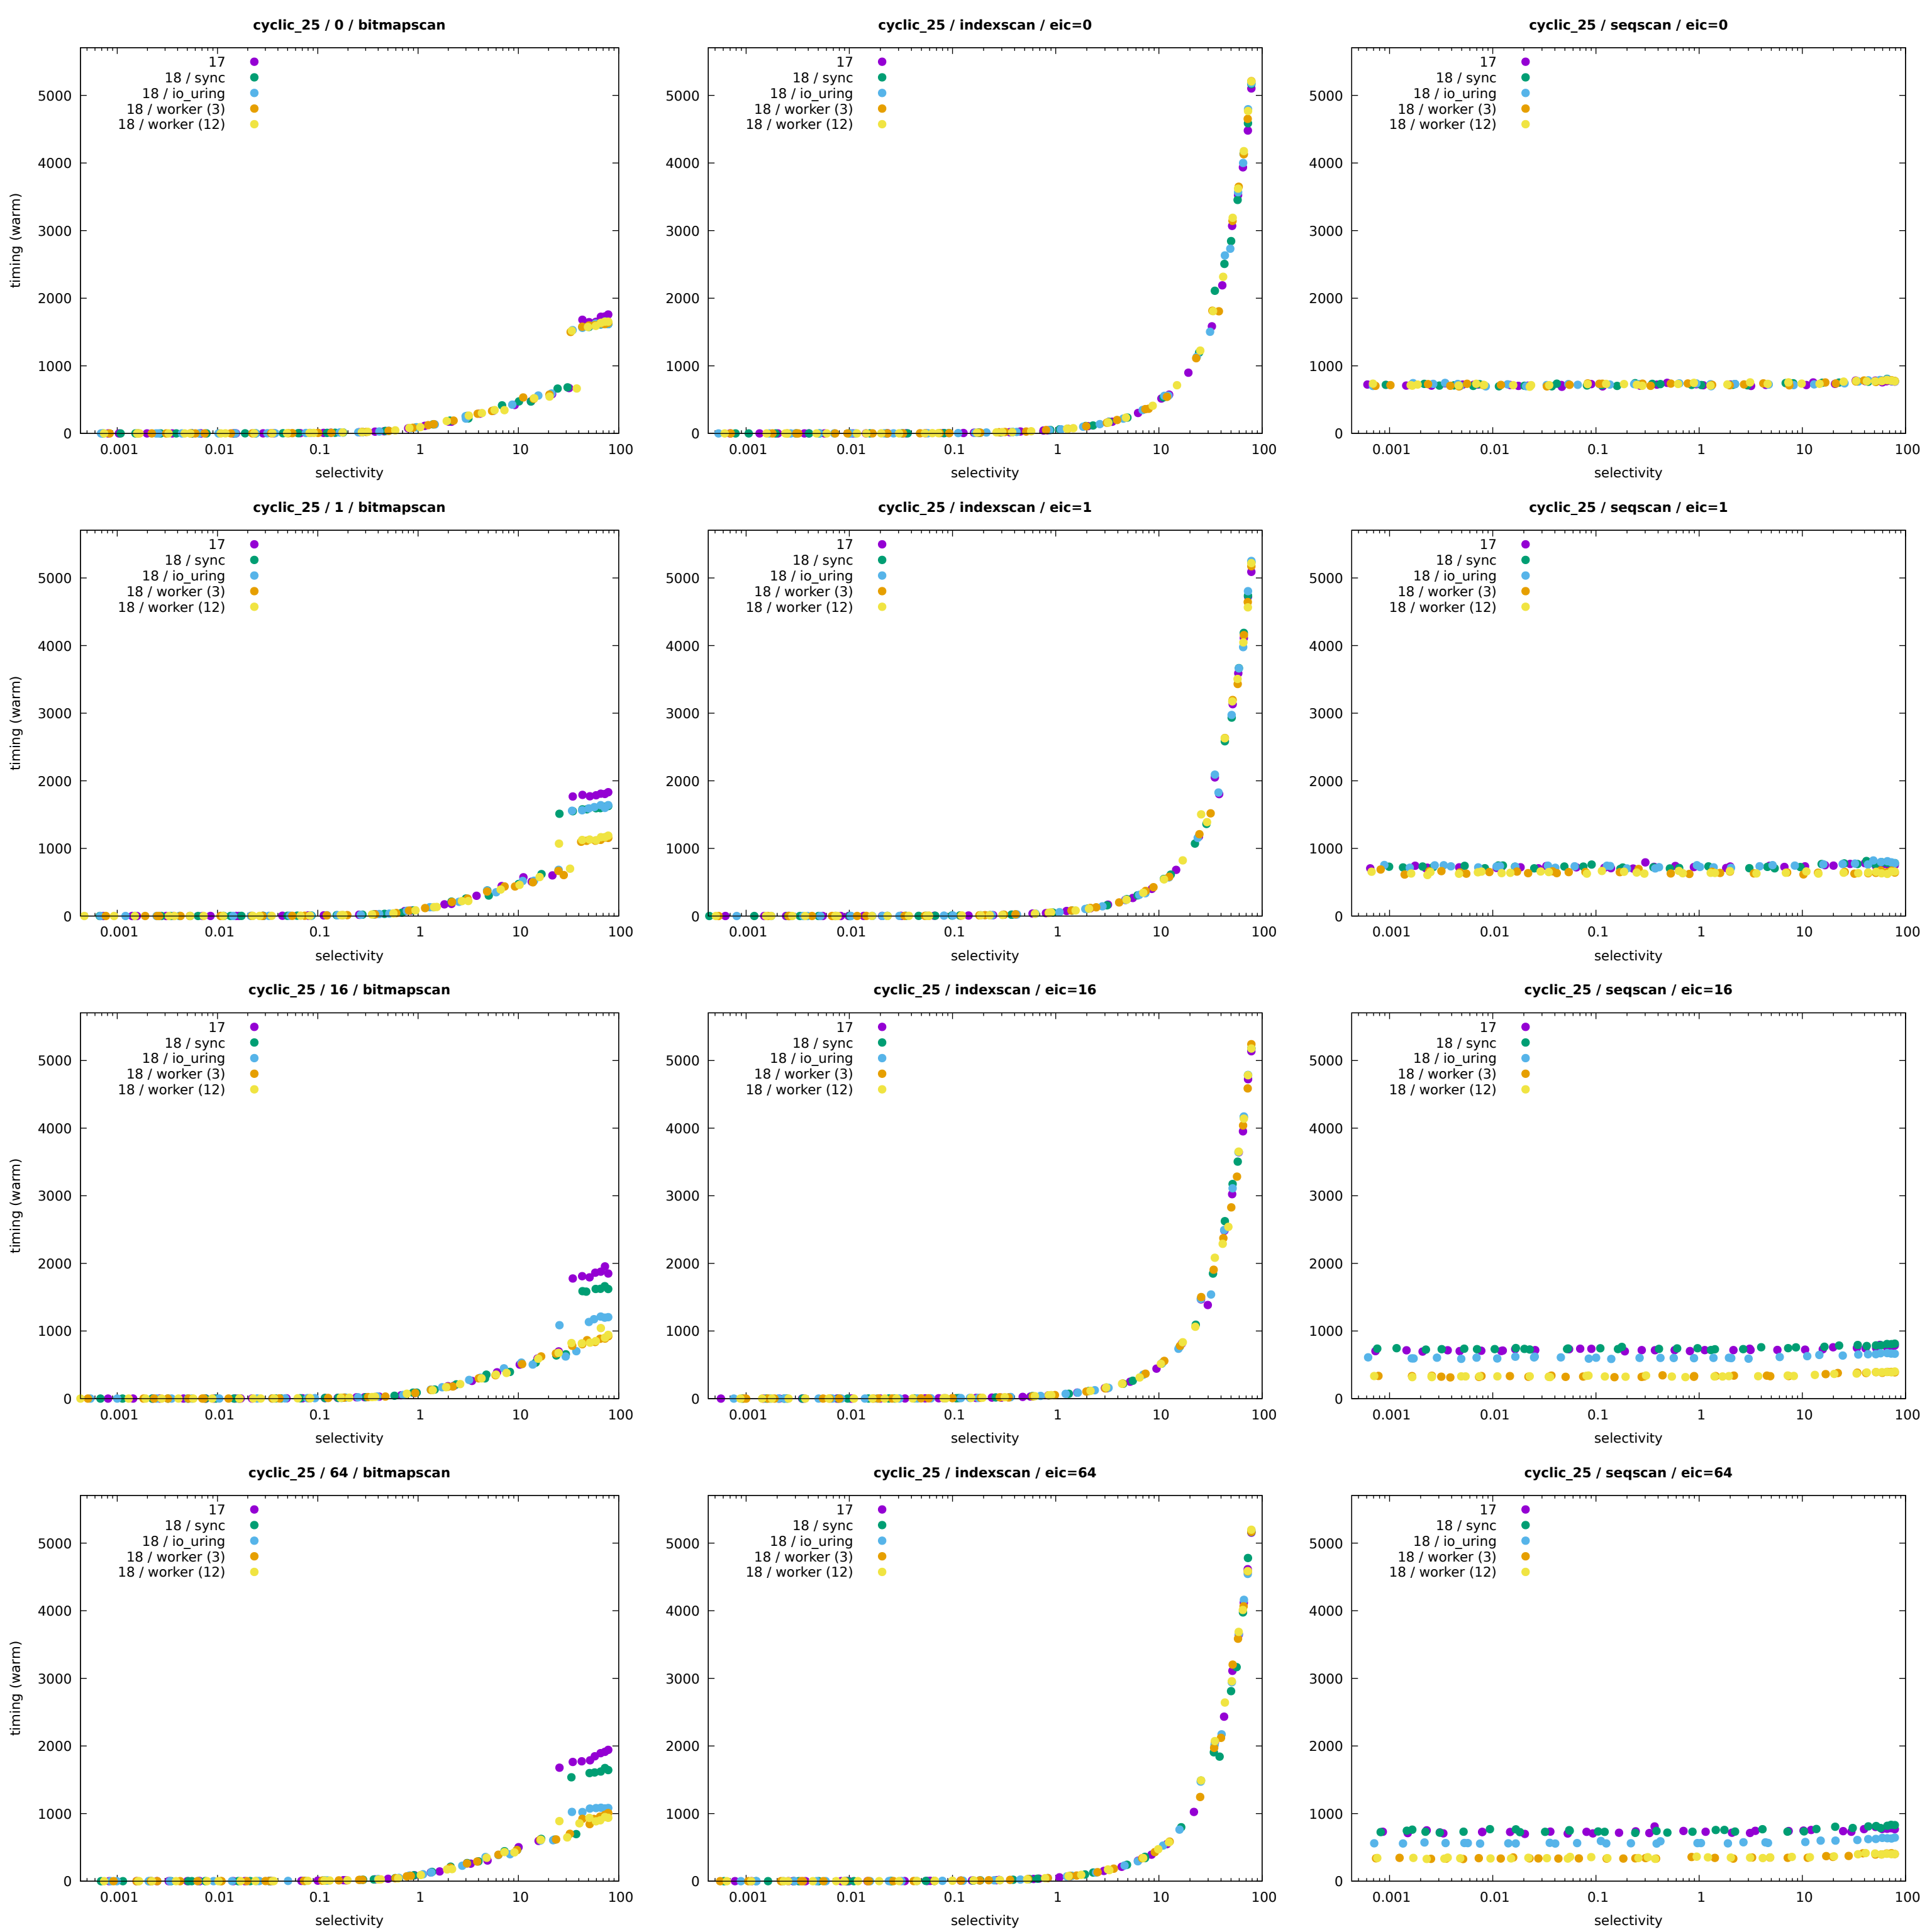 cyclic_25 / 0 / bitmapscan
17
18 / sync
18 / io_uring
18 / worker (3)
18 / worker (12)
timing (warm)
5000
4000
3000
2000
1000
0
0.001 0.01 0.1 1 10 100
selectivity
cyclic_25 / indexscan / eic=0
17
18 / sync
18 / io_uring
18 / worker (3)
18 / worker (12)
5000
4000
3000
2000
1000
0
0.001 0.01 0.1 1 10 100
selectivity
cyclic_25 / seqscan / eic=0
17
18 / sync
18 / io_uring
18 / worker (3)
18 / worker (12)
5000
4000
3000
2000
1000
0
0.001 0.01 0.1 1 10 100
selectivity
cyclic_25 / 1 / bitmapscan
17
18 / sync
18 / io_uring
18 / worker (3)
18 / worker (12)
timing (warm)
5000
4000
3000
2000
1000
0
0.001 0.01 0.1 1 10 100
selectivity
cyclic_25 / indexscan / eic=1
17
18 / sync
18 / io_uring
18 / worker (3)
18 / worker (12)
5000
4000
3000
2000
1000
0
0.001 0.01 0.1 1 10 100
selectivity
cyclic_25 / seqscan / eic=1
17
18 / sync
18 / io_uring
18 / worker (3)
18 / worker (12)
5000
4000
3000
2000
1000
0
0.001 0.01 0.1 1 10 100
selectivity
cyclic_25 / 16 / bitmapscan
17
18 / sync
18 / io_uring
18 / worker (3)
18 / worker (12)
timing (warm)
5000
4000
3000
2000
1000
0
0.001 0.01 0.1 1 10 100
selectivity
cyclic_25 / indexscan / eic=16
17
18 / sync
18 / io_uring
18 / worker (3)
18 / worker (12)
5000
4000
3000
2000
1000
0
0.001 0.01 0.1 1 10 100
selectivity
cyclic_25 / seqscan / eic=16
17
18 / sync
18 / io_uring
18 / worker (3)
18 / worker (12)
5000
4000
3000
2000
1000
0
0.001 0.01 0.1 1 10 100
selectivity
cyclic_25 / 64 / bitmapscan
17
18 / sync
18 / io_uring
18 / worker (3)
18 / worker (12)
timing (warm)
5000
4000
3000
2000
1000
0
0.001 0.01 0.1 1 10 100
selectivity
cyclic_25 / indexscan / eic=64
17
18 / sync
18 / io_uring
18 / worker (3)
18 / worker (12)
5000
4000
3000
2000
1000
0
0.001 0.01 0.1 1 10 100
selectivity
cyclic_25 / seqscan / eic=64
17
18 / sync
18 / io_uring
18 / worker (3)
18 / worker (12)
5000
4000
3000
2000
1000
0
0.001 0.01 0.1 1 10 100
selectivity